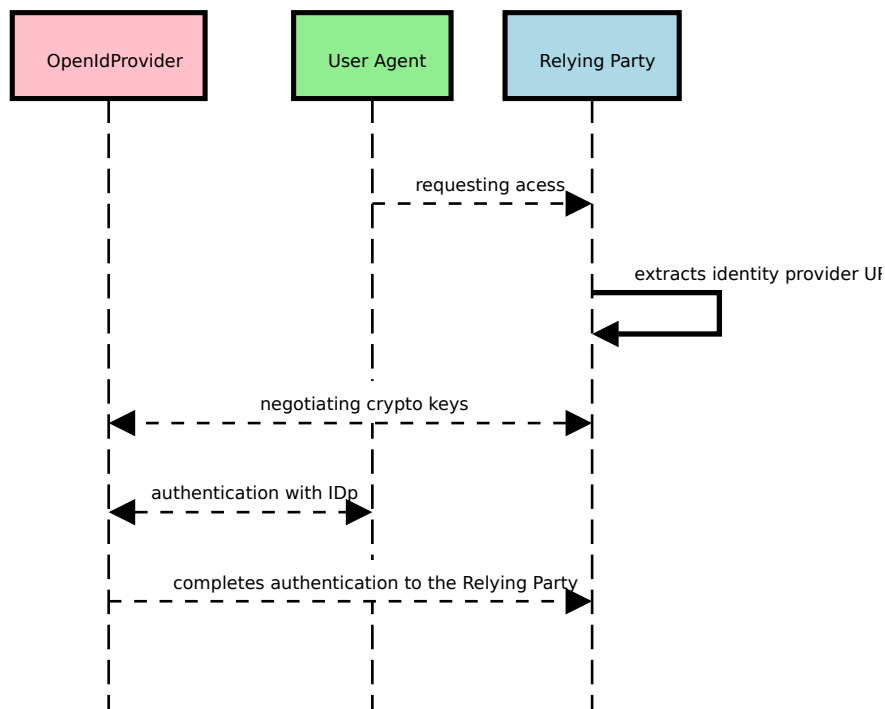 OpenIdProvider
User Agent
Relying Party
requesting acess
extracts identity provider
negotiating crypto keys
authentication with IDp
completes authentication to the Relying Party